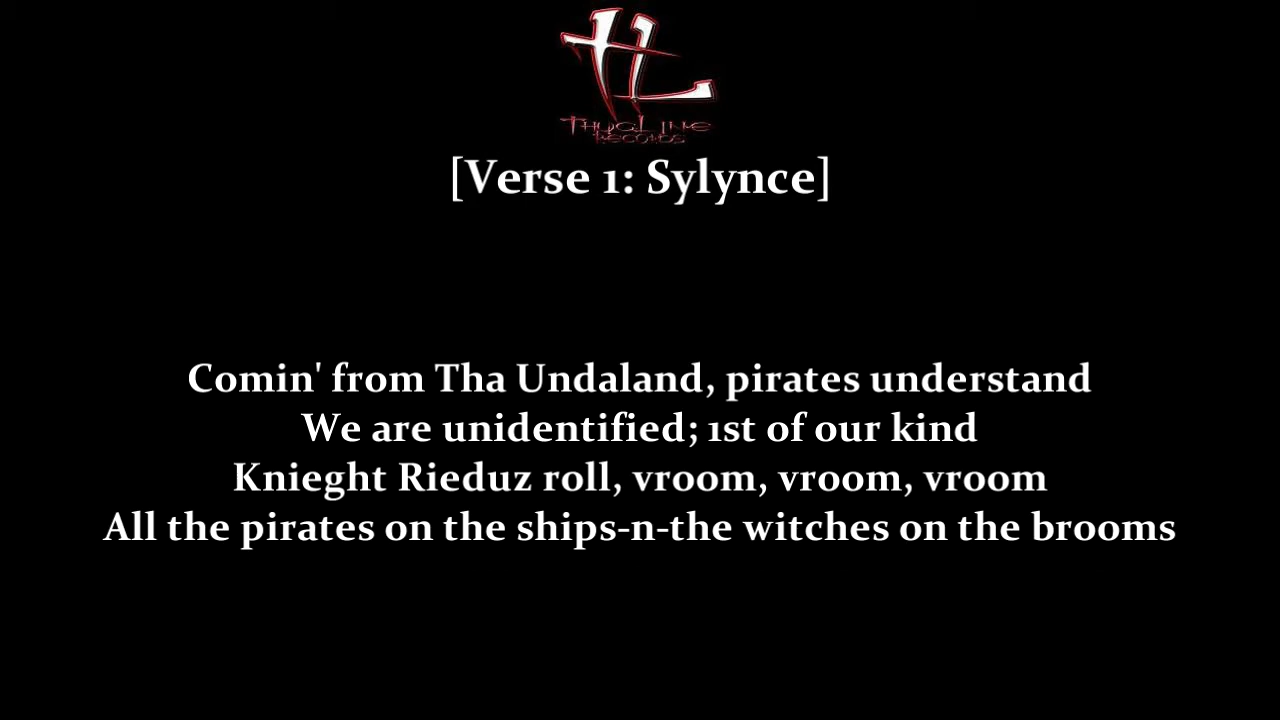 TL
ThugLine
Records
[Verse 1: Sylynce]
Comin' from Tha Undaland, pirates understand
We are unidentified; 1st of our kind
Knieght Rieduz roll, vroom, vroom, vroom
All the pirates on the ships-n-the witches on the brooms